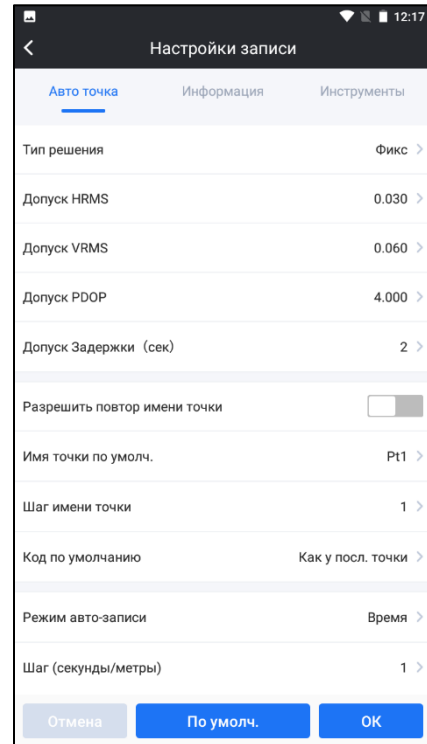 12:17
Настройки записи
Авто точка Информация Инструменты
Тип решения Фикс
Допуск HRMS 0.030
Допуск VRMS 0.060
Допуск PDOP 4.000
Допуск Задержки (сек) 2
Разрешить повтор имени точки
Имя точки по умолч. Pt1
Шаг имени точки 1
Код по умолчанию Как у посл. точки
Режим авто-записи Время
Шаг (секунды/метры) 1
Отмена По умолч. ОК